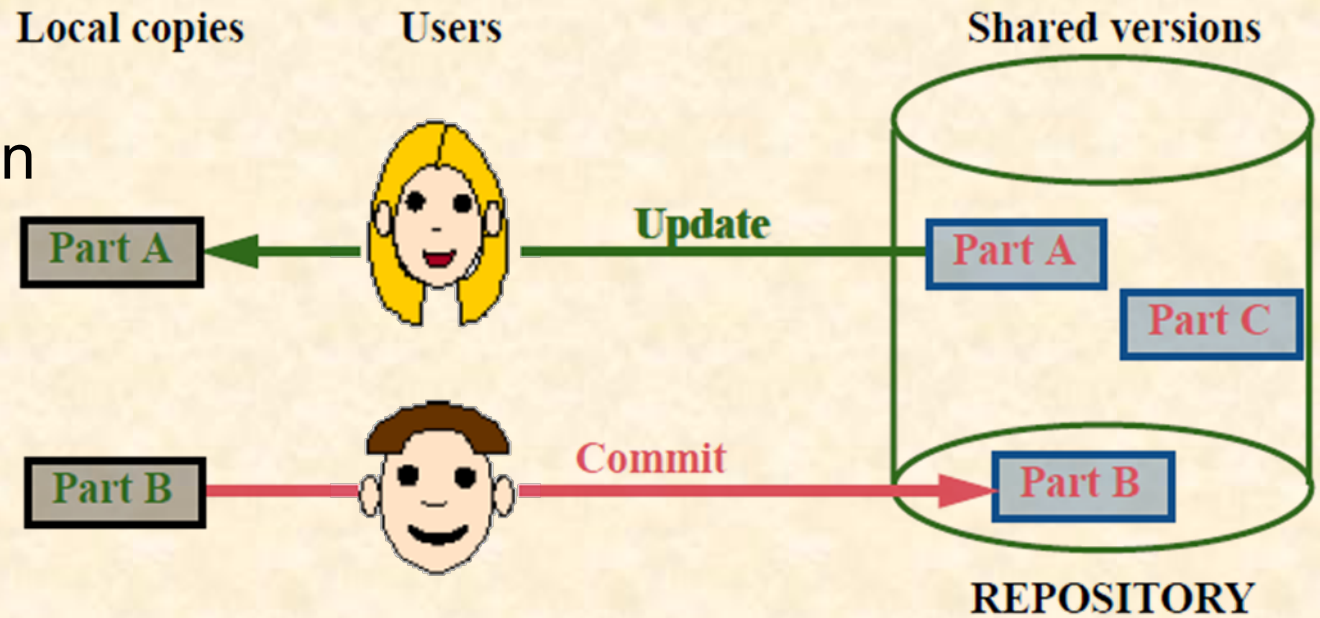 Local copies
Users
Shared versions
n
Part A
Update
Part A
Part C
Part B
Commit
Part B
REPOSITORY